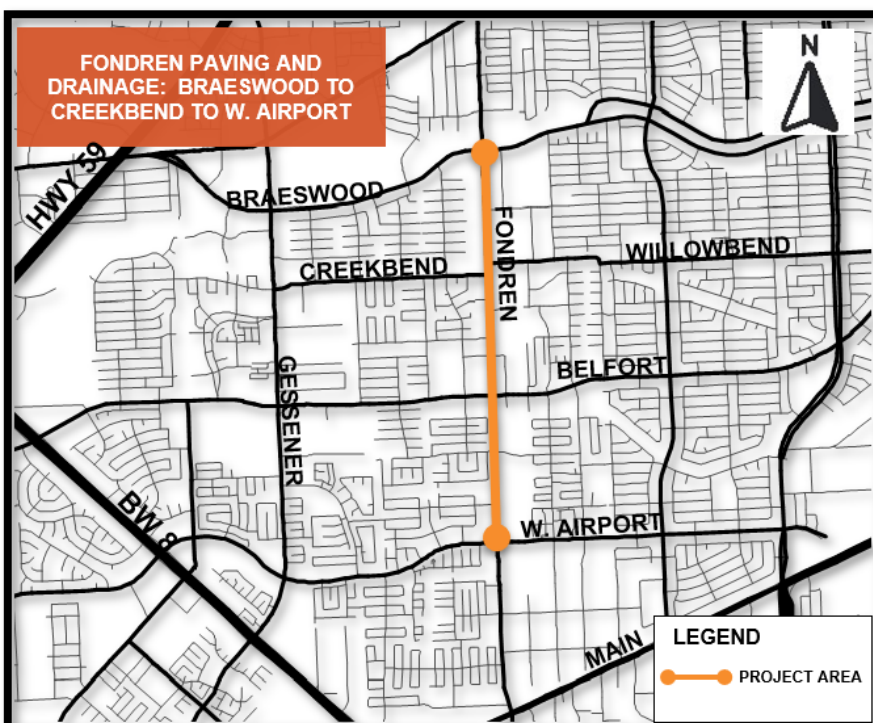 FONDREN PAVING AND
DRAINAGE: BRAESWOOD TO
CREEKBEND TO W. AIRPORT
N
HWY 59
BRAESWOOD
FONDREN
WILLOWBEND
CREEKBEND
GESSENER
BELFORT
BW 8
W. AIRPORT
MAIN
LEGEND
PROJECT AREA